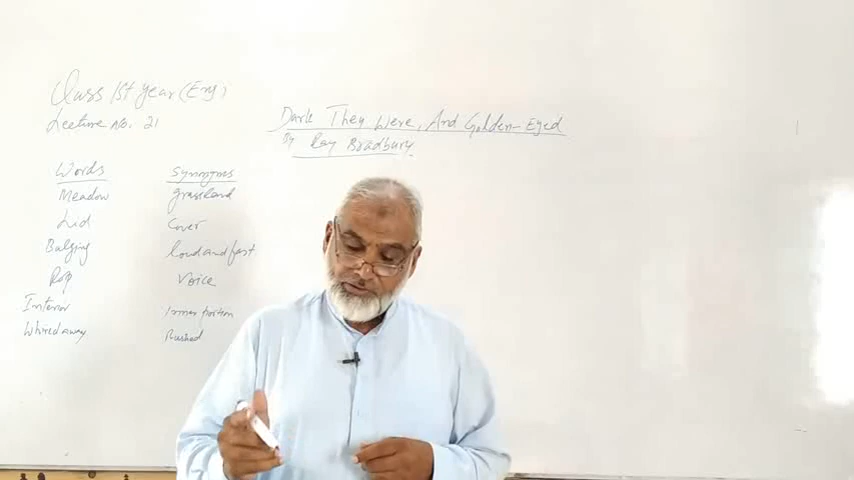 Class 1st year (Eng)
Lecture No. 21
Dark They Were, And Golden-Eyed
By Ray Bradbury.
Words Synonyms
Meadow grassland
Lid Cover
Bulging loud and fast
Voice
Interior Inner portion
Whired away Rushed